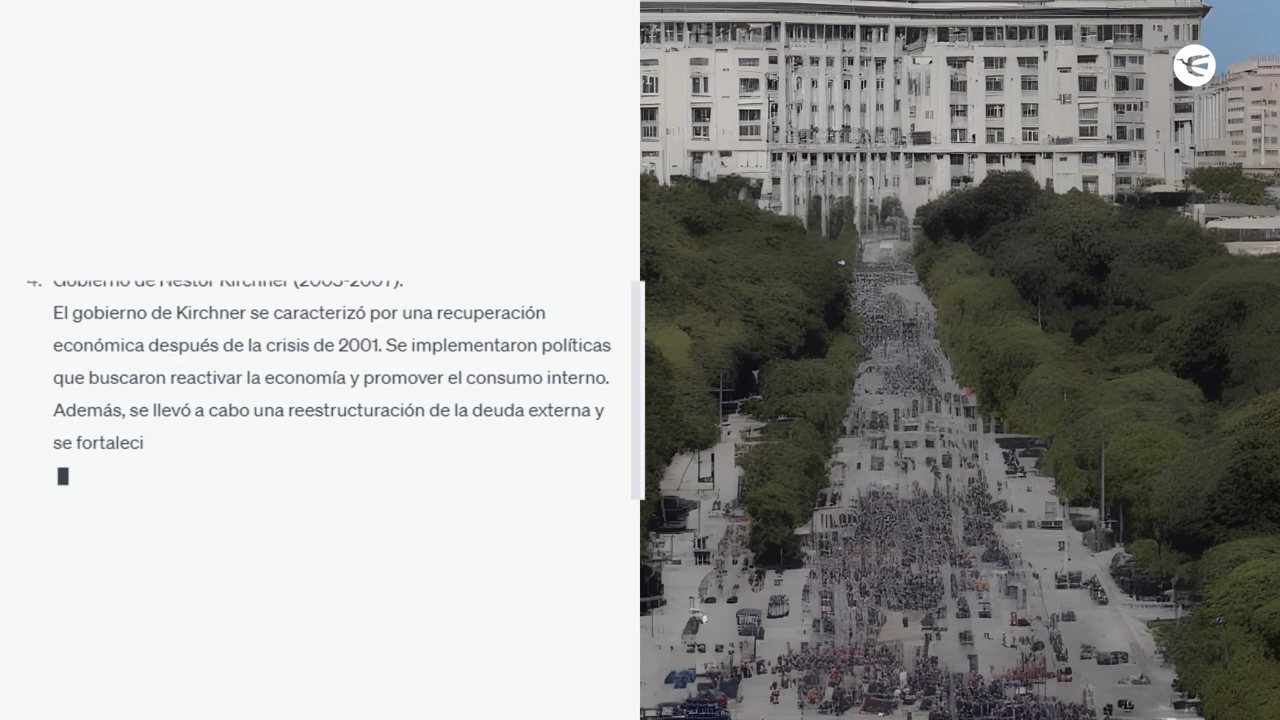 4. Gobierno de Néstor Kirchner (2003-2007):
El gobierno de Kirchner se caracterizó por una recuperación
económica después de la crisis de 2001. Se implementaron políticas
que buscaron reactivar la economía y promover el consumo interno.
Además, se llevó a cabo una reestructuración de la deuda externa y
se fortaleci